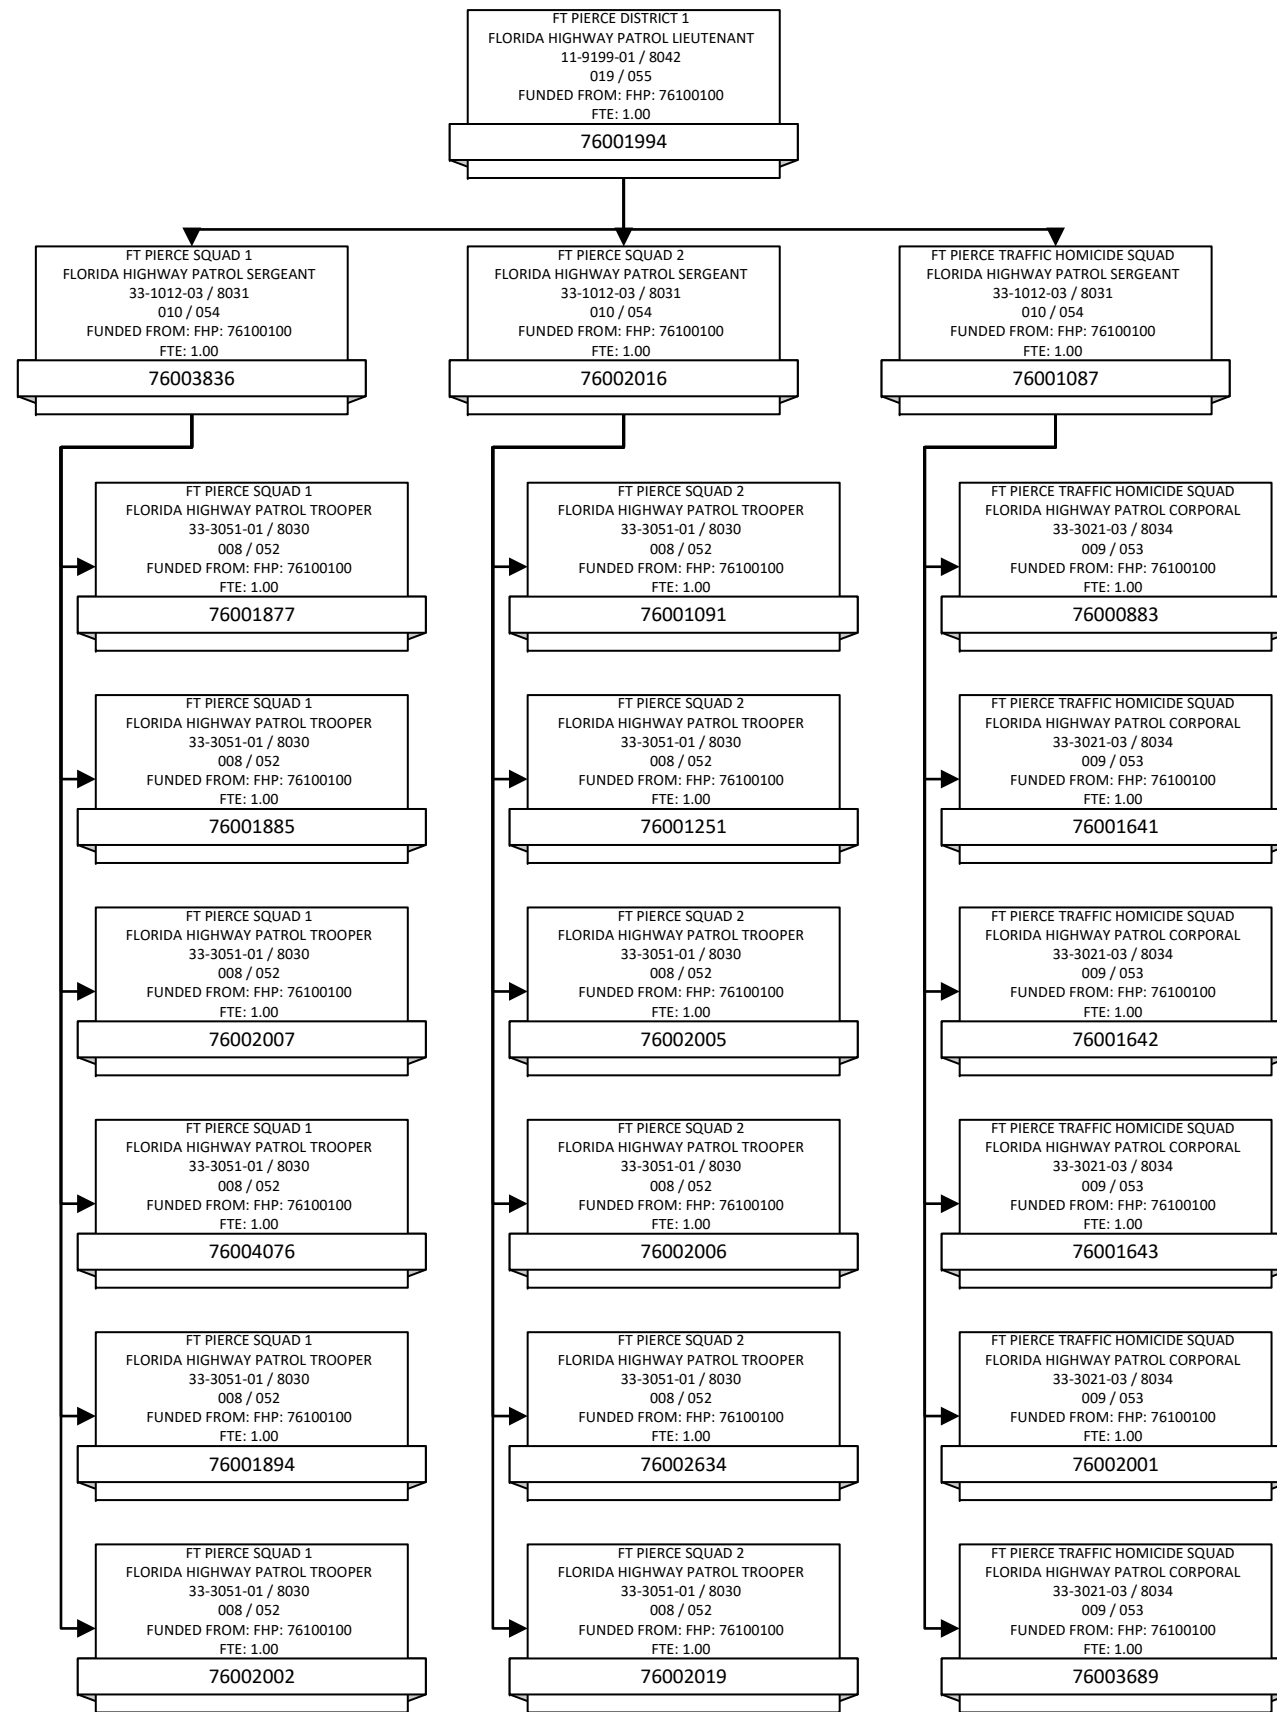 FT PIERCE DISTRICT 1
FLORIDA HIGHWAY PATROL LIEUTENANT
11-9199-01 / 8042
019 / 055
FUNDED FROM: FHP: 76100100
FTE: 1.00
76001994
FT PIERCE SQUAD 1
FLORIDA HIGHWAY PATROL SERGEANT
33-1012-03 / 8031
010 / 054
FUNDED FROM: FHP: 76100100
FTE: 1.00
76003836
FT PIERCE SQUAD 2
FLORIDA HIGHWAY PATROL SERGEANT
33-1012-03 / 8031
010 / 054
FUNDED FROM: FHP: 76100100
FTE: 1.00
76002016
FT PIERCE TRAFFIC HOMICIDE SQUAD
FLORIDA HIGHWAY PATROL SERGEANT
33-1012-03 / 8031
010 / 054
FUNDED FROM: FHP: 76100100
FTE: 1.00
76001087
FT PIERCE SQUAD 1
FLORIDA HIGHWAY PATROL TROOPER
33-3051-01 / 8030
008 / 052
FUNDED FROM: FHP: 76100100
FTE: 1.00
76001877
FT PIERCE SQUAD 2
FLORIDA HIGHWAY PATROL TROOPER
33-3051-01 / 8030
008 / 052
FUNDED FROM: FHP: 76100100
FTE: 1.00
76001091
FT PIERCE TRAFFIC HOMICIDE SQUAD
FLORIDA HIGHWAY PATROL CORPORAL
33-3021-03 / 8034
009 / 053
FUNDED FROM: FHP: 76100100
FTE: 1.00
76000883
FT PIERCE SQUAD 1
FLORIDA HIGHWAY PATROL TROOPER
33-3051-01 / 8030
008 / 052
FUNDED FROM: FHP: 76100100
FTE: 1.00
76001885
FT PIERCE SQUAD 2
FLORIDA HIGHWAY PATROL TROOPER
33-3051-01 / 8030
008 / 052
FUNDED FROM: FHP: 76100100
FTE: 1.00
76001251
FT PIERCE TRAFFIC HOMICIDE SQUAD
FLORIDA HIGHWAY PATROL CORPORAL
33-3021-03 / 8034
009 / 053
FUNDED FROM: FHP: 76100100
FTE: 1.00
76001641
FT PIERCE SQUAD 1
FLORIDA HIGHWAY PATROL TROOPER
33-3051-01 / 8030
008 / 052
FUNDED FROM: FHP: 76100100
FTE: 1.00
76002007
FT PIERCE SQUAD 2
FLORIDA HIGHWAY PATROL TROOPER
33-3051-01 / 8030
008 / 052
FUNDED FROM: FHP: 76100100
FTE: 1.00
76002005
FT PIERCE TRAFFIC HOMICIDE SQUAD
FLORIDA HIGHWAY PATROL CORPORAL
33-3021-03 / 8034
009 / 053
FUNDED FROM: FHP: 76100100
FTE: 1.00
76001642
FT PIERCE SQUAD 1
FLORIDA HIGHWAY PATROL TROOPER
33-3051-01 / 8030
008 / 052
FUNDED FROM: FHP: 76100100
FTE: 1.00
76004076
FT PIERCE SQUAD 2
FLORIDA HIGHWAY PATROL TROOPER
33-3051-01 / 8030
008 / 052
FUNDED FROM: FHP: 76100100
FTE: 1.00
76002006
FT PIERCE TRAFFIC HOMICIDE SQUAD
FLORIDA HIGHWAY PATROL CORPORAL
33-3021-03 / 8034
009 / 053
FUNDED FROM: FHP: 76100100
FTE: 1.00
76001643
FT PIERCE SQUAD 1
FLORIDA HIGHWAY PATROL TROOPER
33-3051-01 / 8030
008 / 052
FUNDED FROM: FHP: 76100100
FTE: 1.00
76001894
FT PIERCE SQUAD 2
FLORIDA HIGHWAY PATROL TROOPER
33-3051-01 / 8030
008 / 052
FUNDED FROM: FHP: 76100100
FTE: 1.00
76002634
FT PIERCE TRAFFIC HOMICIDE SQUAD
FLORIDA HIGHWAY PATROL CORPORAL
33-3021-03 / 8034
009 / 053
FUNDED FROM: FHP: 76100100
FTE: 1.00
76002001
FT PIERCE SQUAD 1
FLORIDA HIGHWAY PATROL TROOPER
33-3051-01 / 8030
008 / 052
FUNDED FROM: FHP: 76100100
FTE: 1.00
76002002
FT PIERCE SQUAD 2
FLORIDA HIGHWAY PATROL TROOPER
33-3051-01 / 8030
008 / 052
FUNDED FROM: FHP: 76100100
FTE: 1.00
76002019
FT PIERCE TRAFFIC HOMICIDE SQUAD
FLORIDA HIGHWAY PATROL CORPORAL
33-3021-03 / 8034
009 / 053
FUNDED FROM: FHP: 76100100
FTE: 1.00
76003689